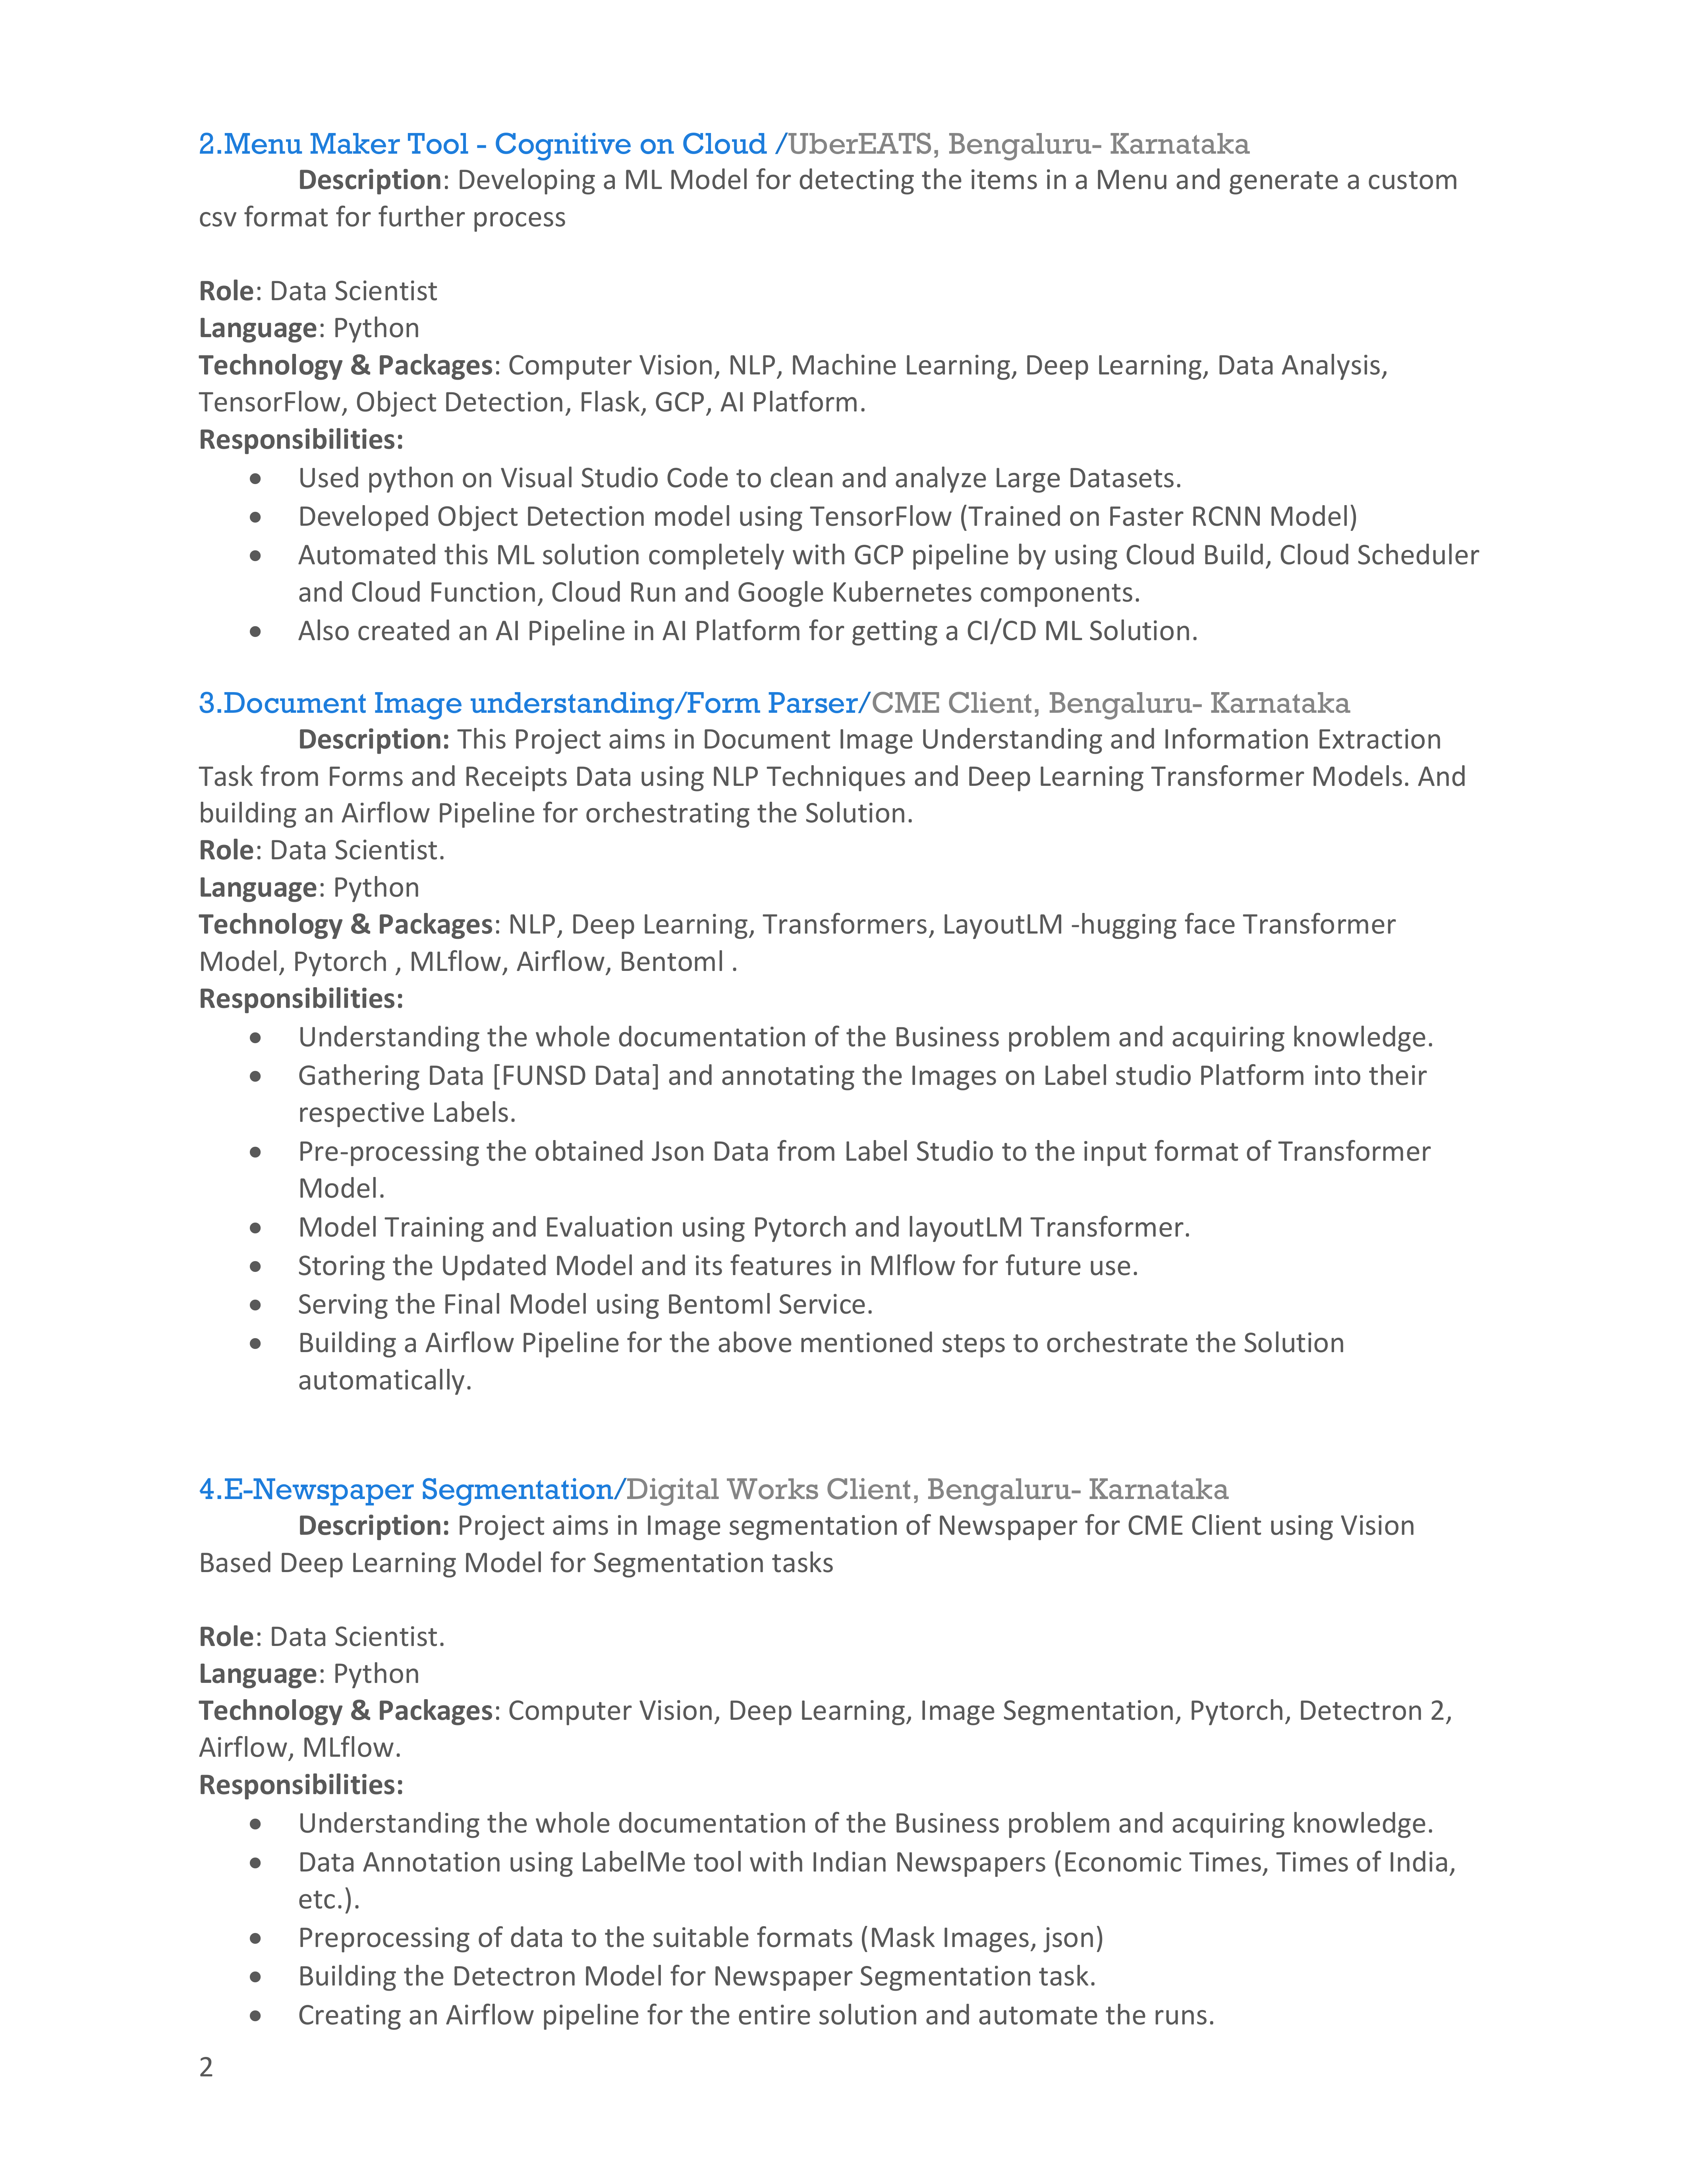 2.Menu Maker Tool - Cognitive on Cloud /UberEATS, Bengaluru- Karnataka
Description: Developing a ML Model for detecting the items in a Menu and generate a custom
csv format for further process
Role: Data Scientist
Language: Python
Technology & Packages: Computer Vision, NLP, Machine Learning, Deep Learning, Data Analysis,
TensorFlow, Object Detection, Flask, GCP, AI Platform.
Responsibilities:
• Used python on Visual Studio Code to clean and analyze Large Datasets.
• Developed Object Detection model using TensorFlow (Trained on Faster RCNN Model)
• Automated this ML solution completely with GCP pipeline by using Cloud Build, Cloud Scheduler
and Cloud Function, Cloud Run and Google Kubernetes components.
• Also created an AI Pipeline in AI Platform for getting a CI/CD ML Solution.
3.Document Image understanding/Form Parser/CME Client, Bengaluru- Karnataka
Description: This Project aims in Document Image Understanding and Information Extraction
Task from Forms and Receipts Data using NLP Techniques and Deep Learning Transformer Models. And
building an Airflow Pipeline for orchestrating the Solution.
Role: Data Scientist.
Language: Python
Technology & Packages: NLP, Deep Learning, Transformers, LayoutLM -hugging face Transformer
Model, Pytorch , MLflow, Airflow, Bentoml .
Responsibilities:
• Understanding the whole documentation of the Business problem and acquiring knowledge.
• Gathering Data [FUNSD Data] and annotating the Images on Label studio Platform into their
respective Labels.
• Pre-processing the obtained Json Data from Label Studio to the input format of Transformer
Model.
• Model Training and Evaluation using Pytorch and layoutLM Transformer.
• Storing the Updated Model and its features in Mlflow for future use.
• Serving the Final Model using Bentoml Service.
• Building a Airflow Pipeline for the above mentioned steps to orchestrate the Solution
automatically.
4.E-Newspaper Segmentation/Digital Works Client, Bengaluru- Karnataka
Description: Project aims in Image segmentation of Newspaper for CME Client using Vision
Based Deep Learning Model for Segmentation tasks
Role: Data Scientist.
Language: Python
Technology & Packages: Computer Vision, Deep Learning, Image Segmentation, Pytorch, Detectron 2,
Airflow, MLflow.
Responsibilities:
• Understanding the whole documentation of the Business problem and acquiring knowledge.
• Data Annotation using LabelMe tool with Indian Newspapers (Economic Times, Times of India,
etc.).
• Preprocessing of data to the suitable formats (Mask Images, json)
• Building the Detectron Model for Newspaper Segmentation task.
• Creating an Airflow pipeline for the entire solution and automate the runs.
2